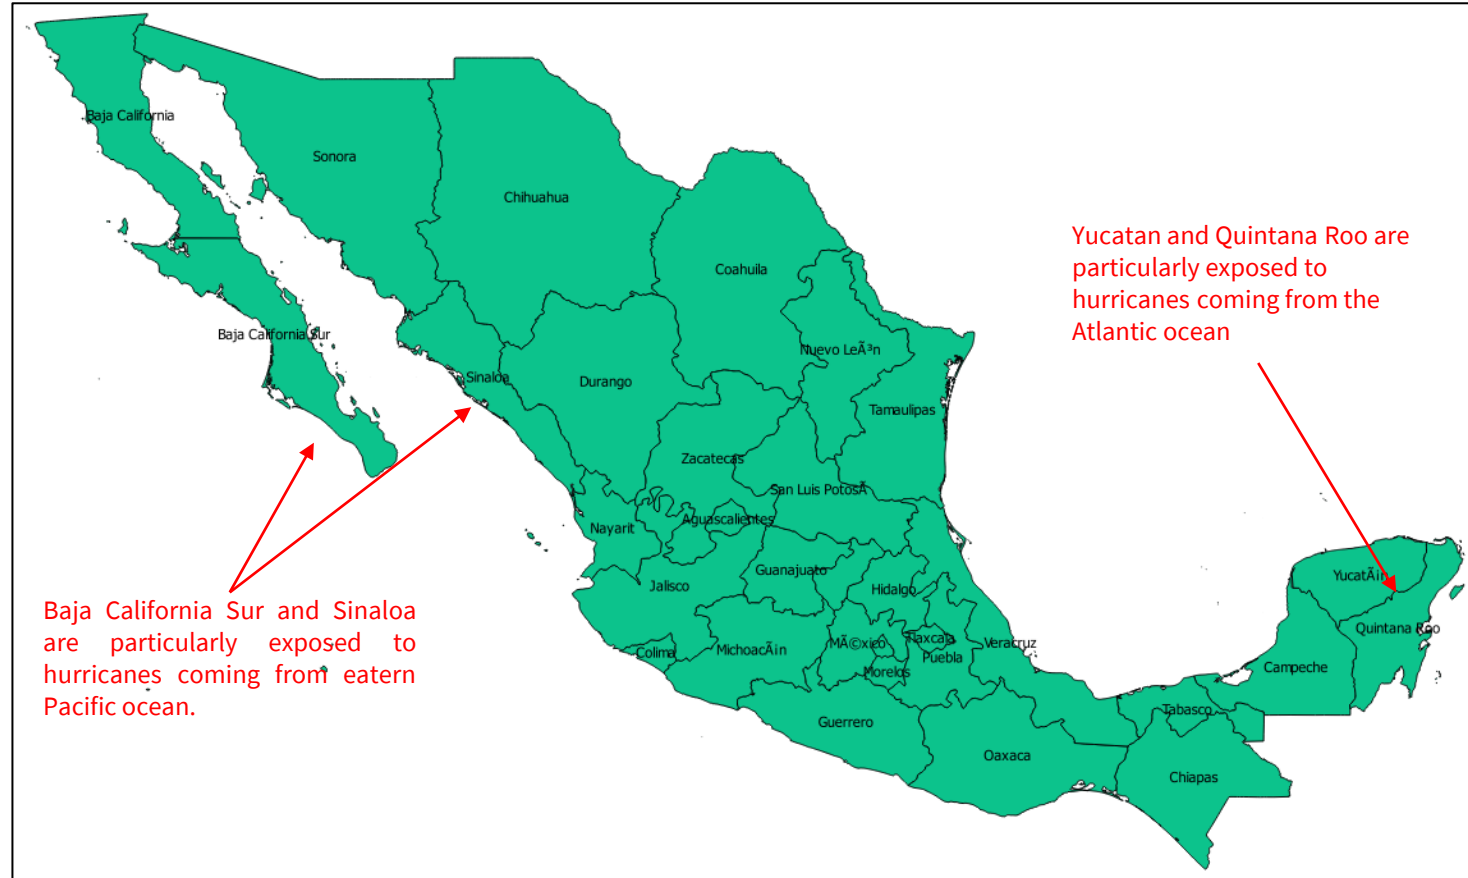 Baja California
Sonora
Chihuahua
Coahuila
Yucatan and Quintana Roo are
particularly exposed to
hurricanes coming from the
Atlantic ocean
Baja California Sur
Nuevo LeÃ³n
Sinaloa
Durango
Tamaulipas
Zacatecas
San Luis PotosÃ
Aguascalientes
Nayarit
Guanajuato
YucatÃ¡n
Jalisco
Hidalgo
Baja California Sur and Sinaloa
are particularly exposed to
hurricanes coming from eatern
Pacific ocean.
Quintana Roo
Tlaxcala
Veracruz
MÃ©xico
Colima
MichoacÃ¡n
Puebla
Campeche
Morelos
Tabasco
Guerrero
Oaxaca
Chiapas